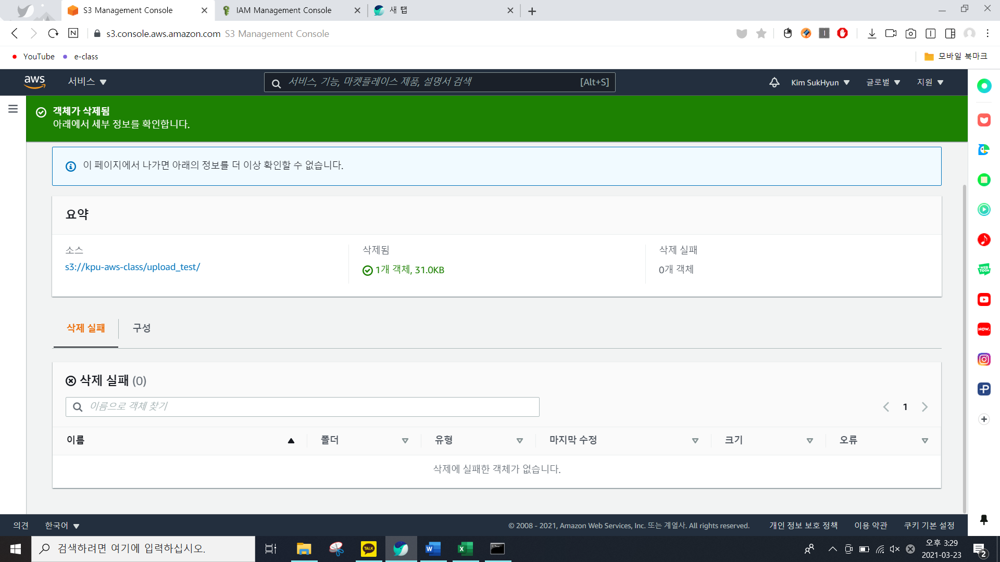 S3 Management Console
IAM Management Console
새 탭
N
s3.console.aws.amazon.com S3 Management Console
YouTube
e-class
모바일 북마크
aws
서비스
서비스, 기능, 마켓플레이스 제품, 설명서 검색
[Alt+S]
Kim SukHyun
글로벌
지원
객체가 삭제됨
아래에서 세부 정보를 확인합니다.
이 페이지에서 나가면 아래의 정보를 더 이상 확인할 수 없습니다.
요약
소스
s3://kpu-aws-class/upload_test/
삭제됨
1개 객체, 31.0KB
삭제 실패
0개 객체
삭제 실패
구성
삭제 실패 (0)
이름으로 객체 찾기
1
이름
폴더
유형
마지막 수정
크기
오류
삭제에 실패한 객체가 없습니다.
WEB
TOON
NOW.
의견
한국어
© 2008 - 2021, Amazon Web Services, Inc. 또는 계열사. All rights reserved.
개인 정보 보호 정책
이용 약관
쿠키 기본 설정
검색하려면 여기에 입력하십시오.
TALK
오후 3:29
2021-03-23
2